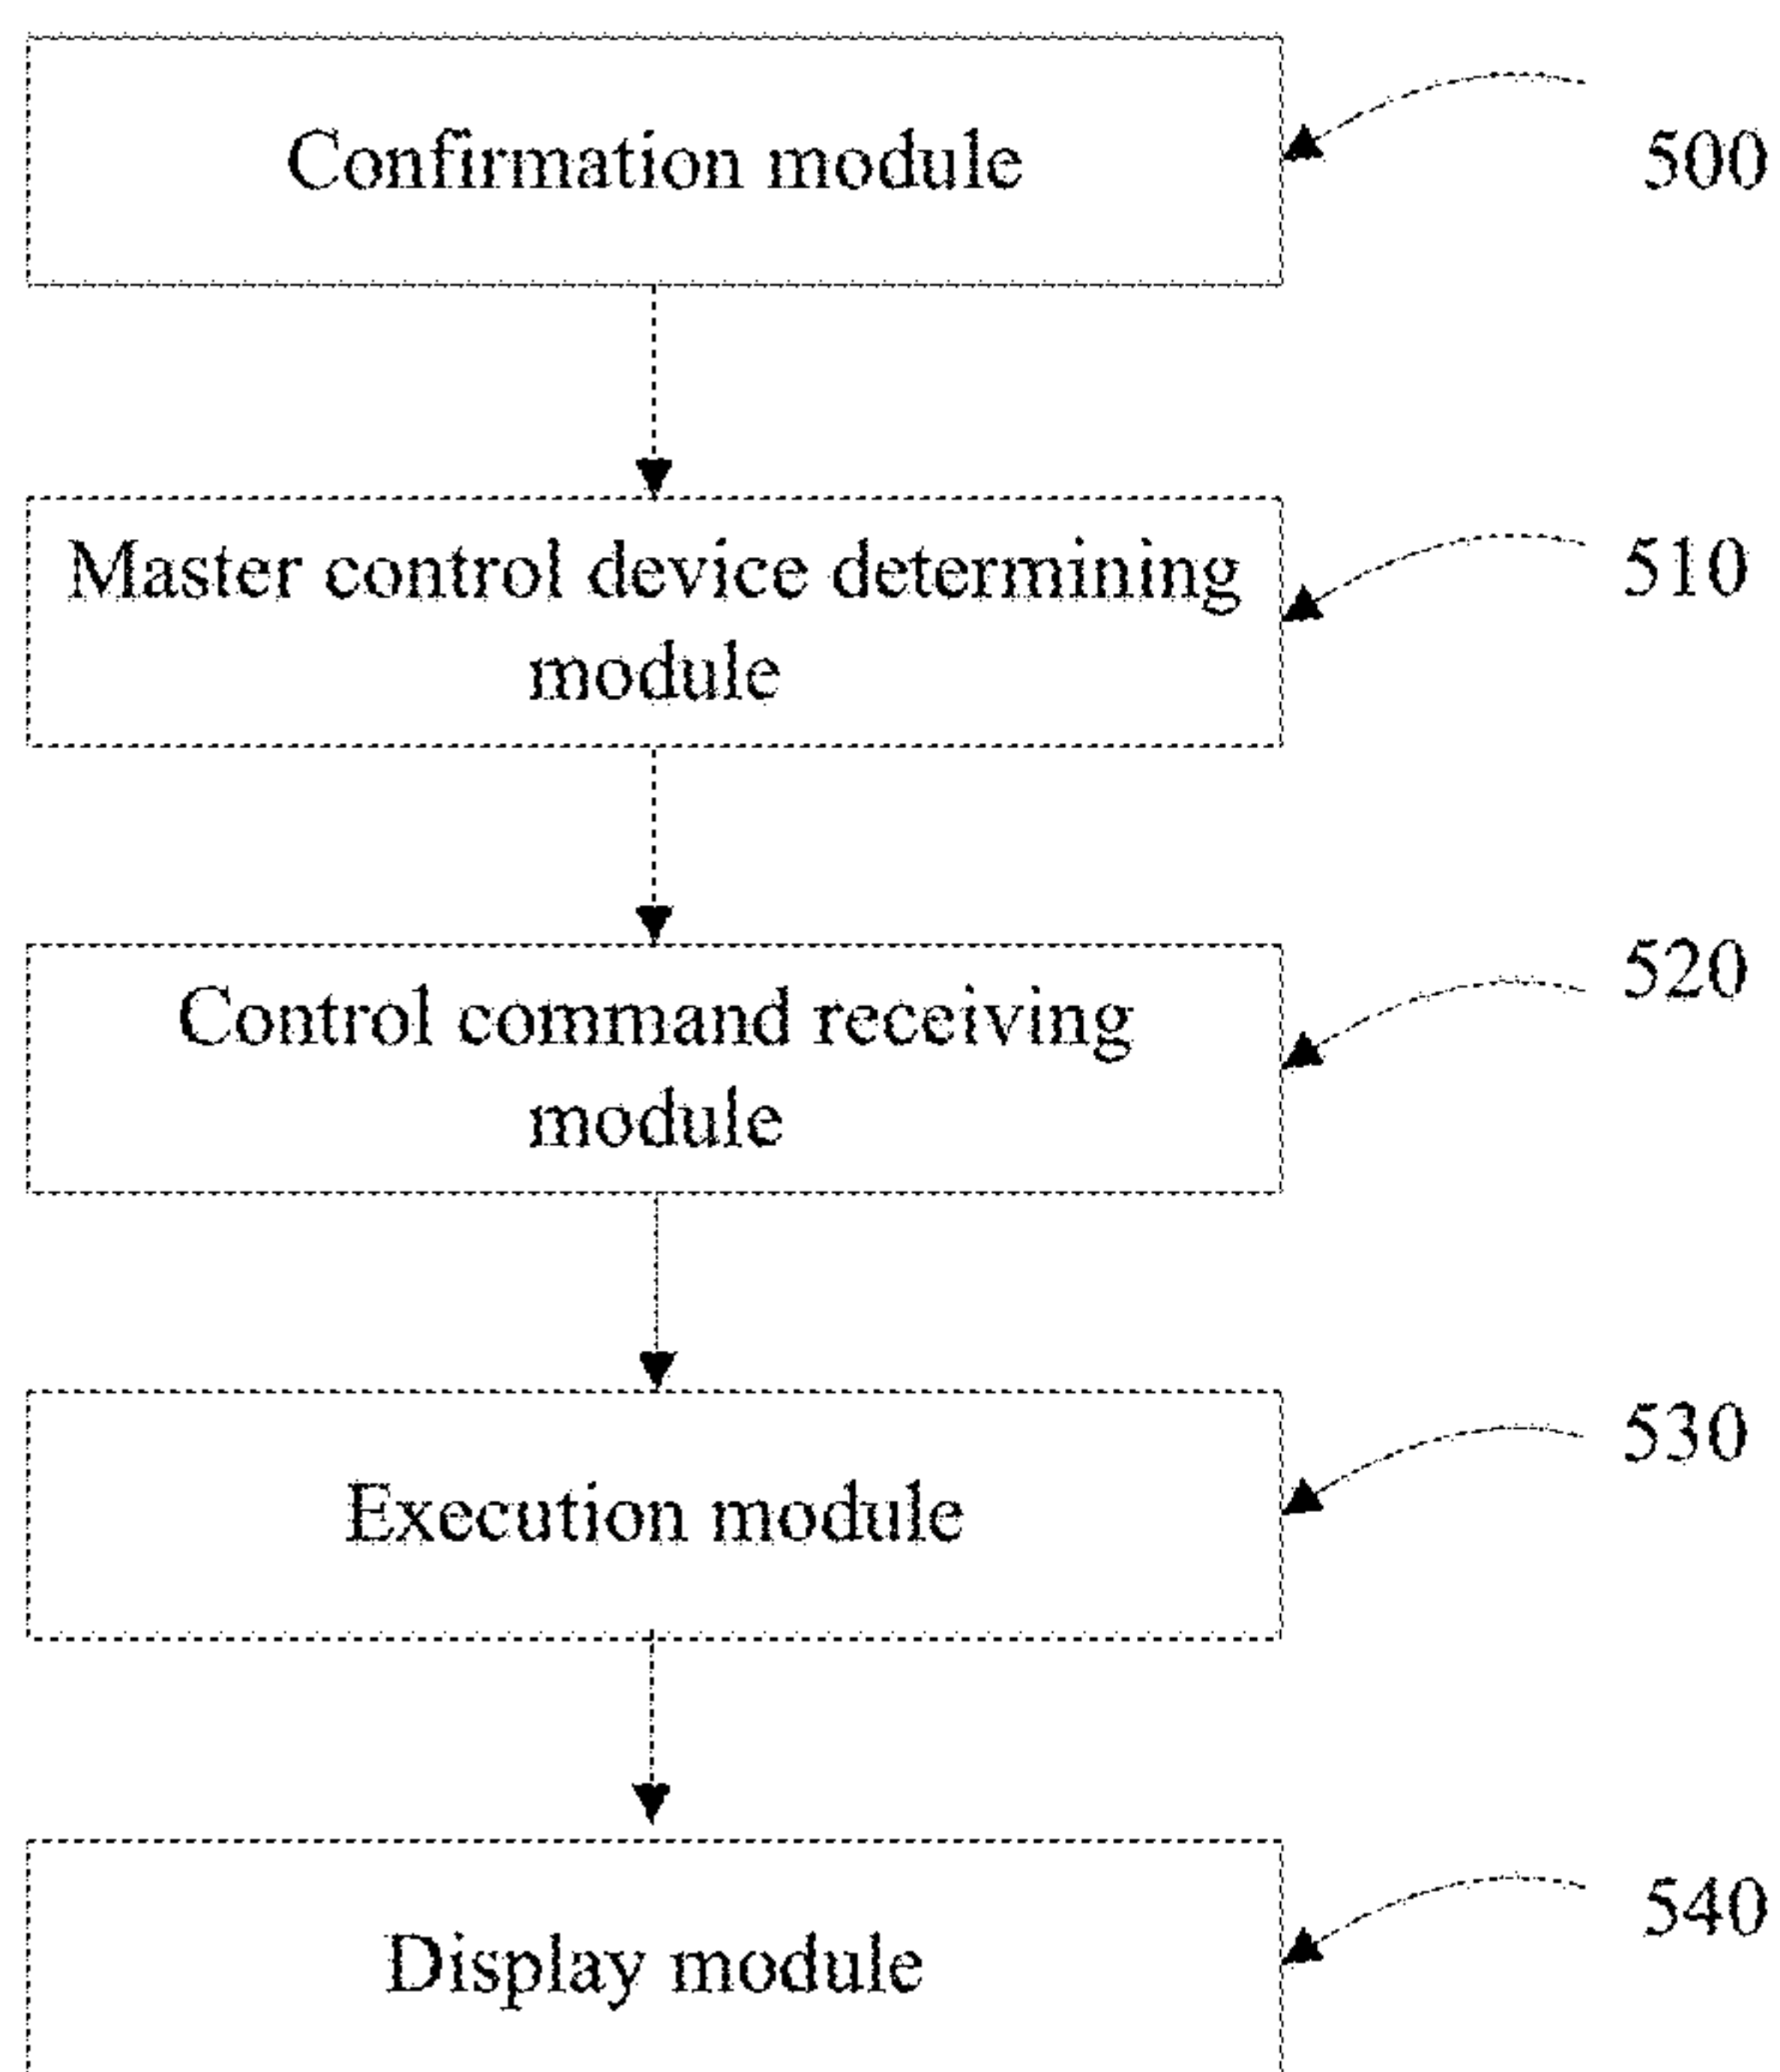 Confirmation module
500
Master control device determining
module
510
Control command receiving
module
520
Execution module
530
Display module
540